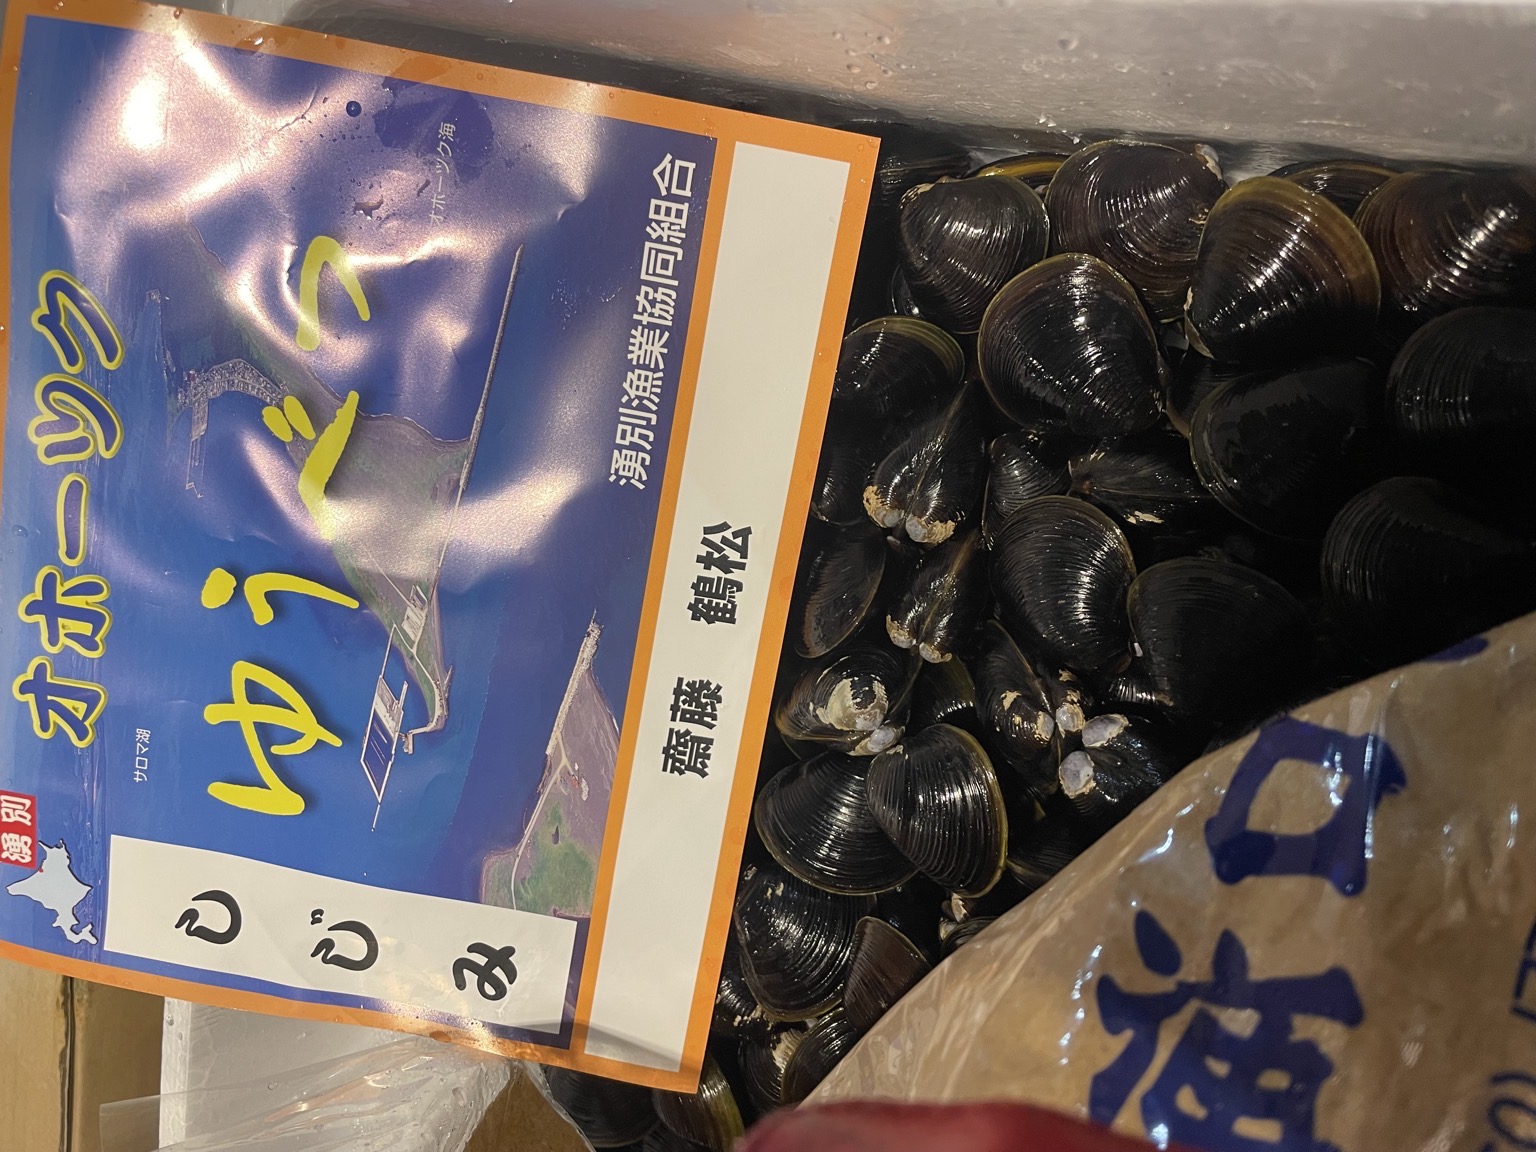 オホーツク
ゆうべつ
オホーツク海
サロマ湖
湧別
しじみ
湧別漁業協同組合
齋藤 鶴松